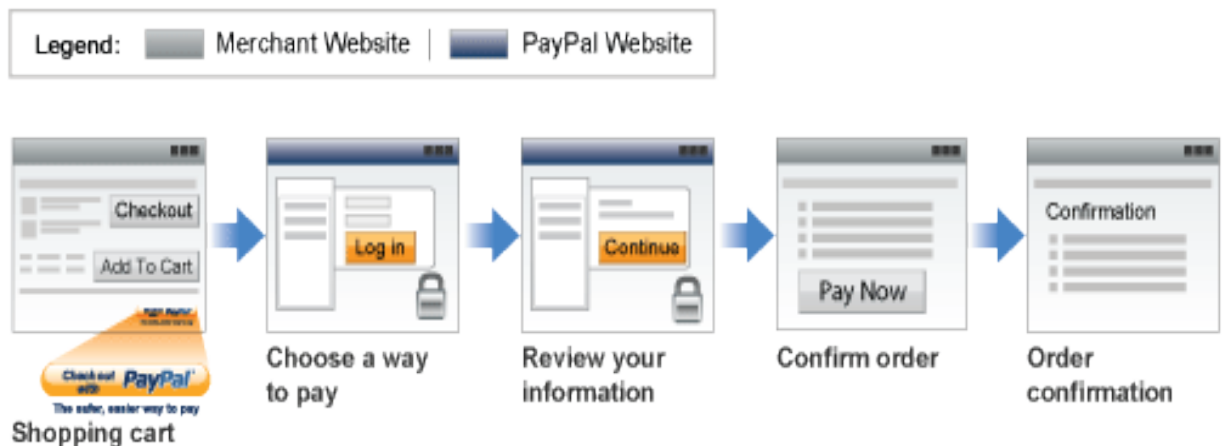 Legend: Merchant Website | PayPal Website
Checkout
Add To Cart
Check out
with PayPal
The safer, easier way to pay
Shopping cart
Log in
Choose a way
to pay
Continue
Review your
information
Pay Now
Confirm order
Confirmation
Order
confirmation